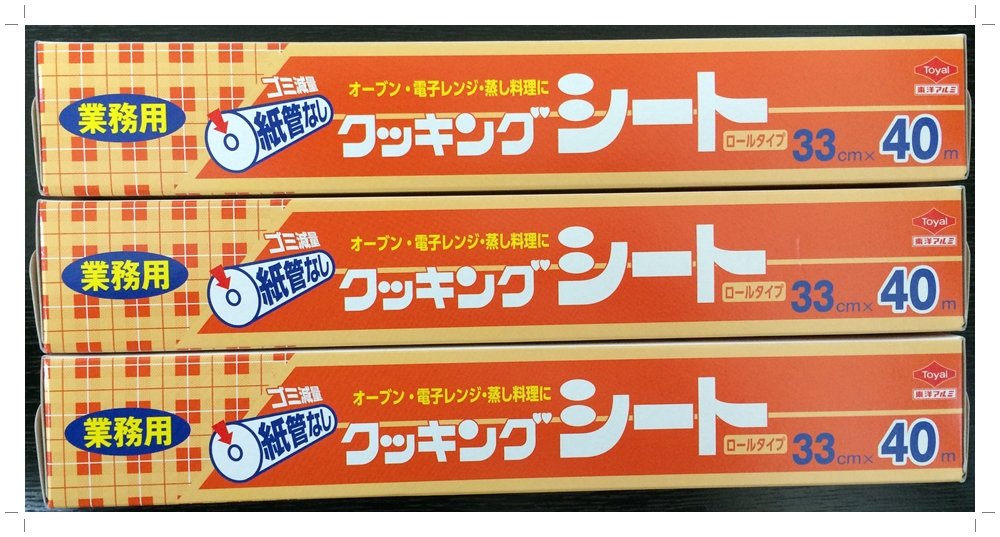 業務用
ゴミ減量
紙管なし
オーブン・電子レンジ・蒸し料理に
クッキングシート
ロールタイプ 33cm×40m
Toyal
東洋アルミ
業務用
ゴミ減量
紙管なし
オーブン・電子レンジ・蒸し料理に
クッキングシート
ロールタイプ 33cm×40m
Toyal
東洋アルミ
業務用
ゴミ減量
紙管なし
オーブン・電子レンジ・蒸し料理に
クッキングシート
ロールタイプ 33cm×40m
Toyal
東洋アルミ